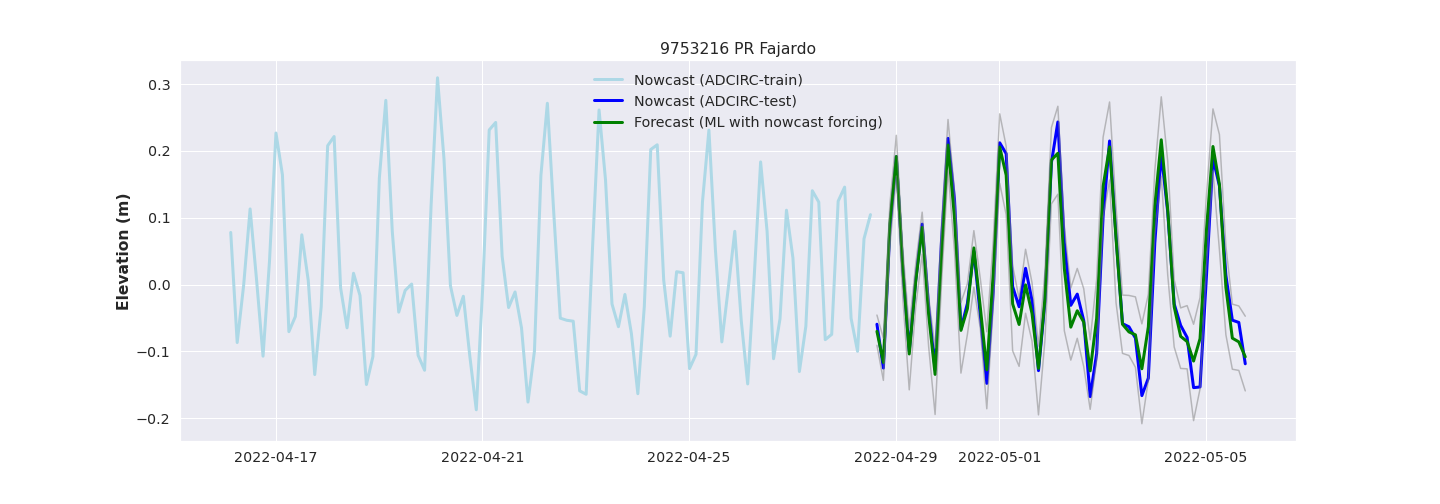 9753216 PR Fajardo
Nowcast (ADCIRC-train)
Nowcast (ADCIRC-test)
Forecast (ML with nowcast forcing)
Elevation (m)
0.3
0.2
0.1
0.0
−0.1
−0.2
2022-04-17 2022-04-21 2022-04-25 2022-04-29 2022-05-01 2022-05-05